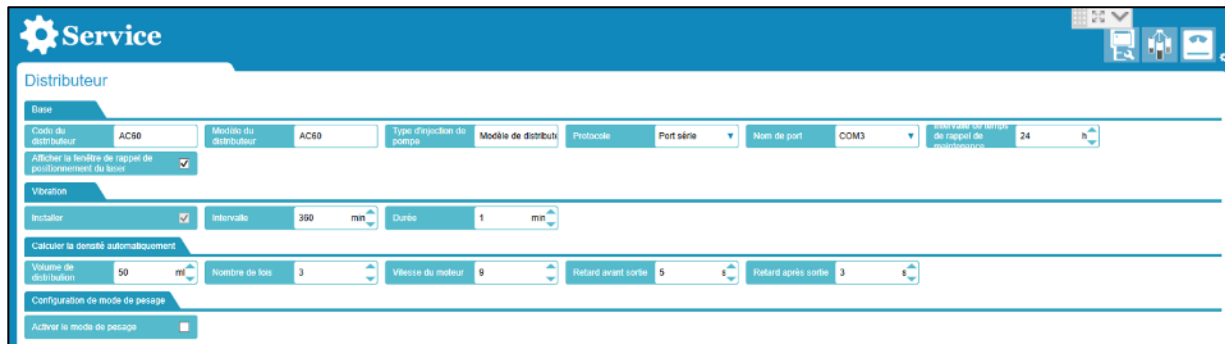 Service
Distributeur
Base
Code du distributeur AC60 Modèle du distributeur AC60 Type d'injection de pompe Modèle de distribute Protocole Port série Nom de port COM3 Intervalle de temps de rappel de maintenance 24 h
Afficher la fenêtre de rappel de positionnement du laser
Vibration
Installer Intervalle 360 min Durée 1 min
Calculer la densité automatiquement
Volume de distribution 50 ml Nombre de fois 3 Vitesse du moteur 9 Retard avant sortie 5 s Retard après sortie 3 s
Configuration de mode de pesage
Activer le mode de pesage